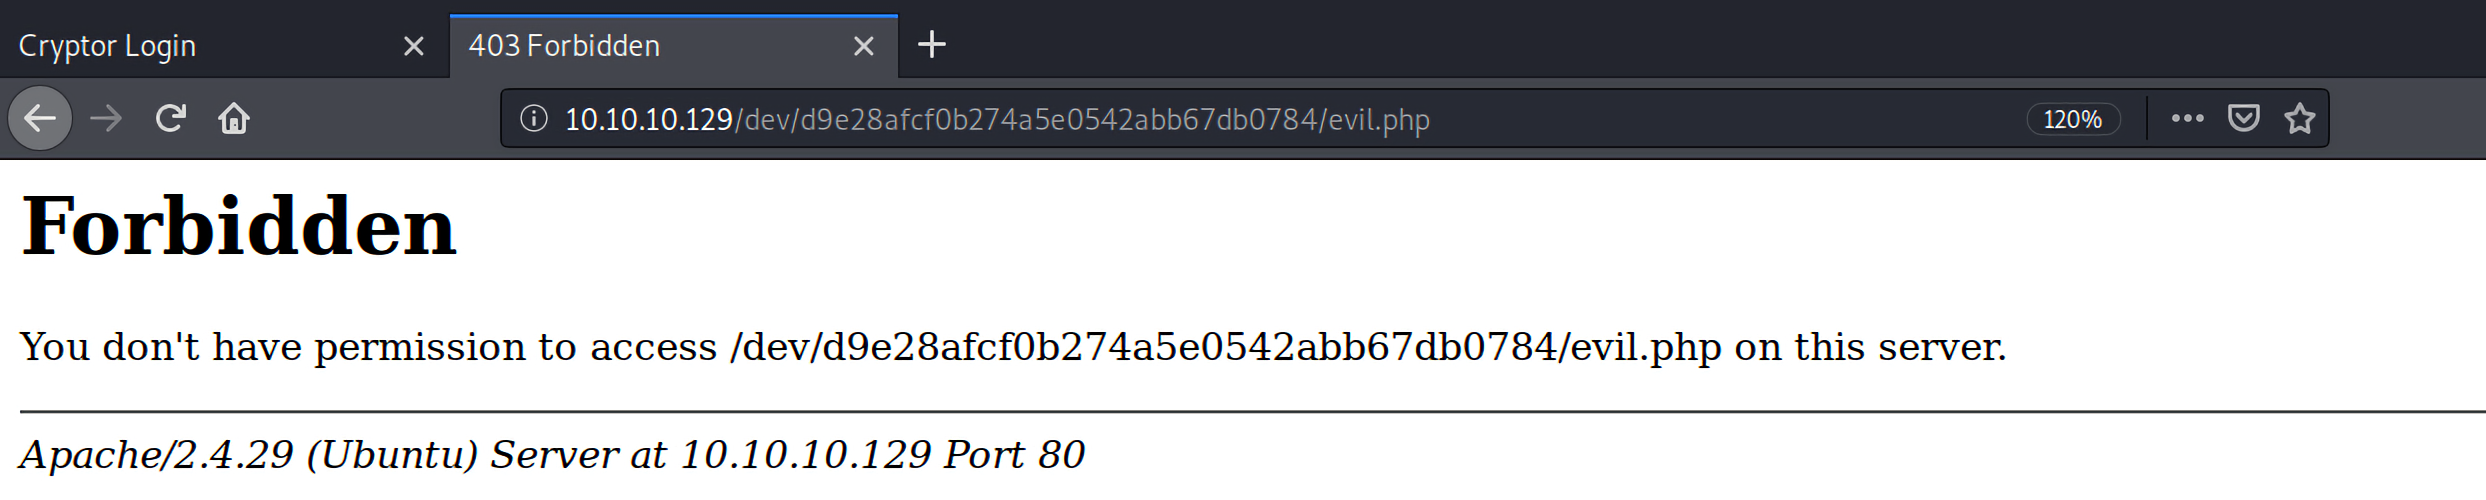 Cryptor Login 403 Forbidden
10.10.10.129/dev/d9e28afcf0b274a5e0542abb67db0784/evil.php 120%
Forbidden
You don't have permission to access /dev/d9e28afcf0b274a5e0542abb67db0784/evil.php on this server.
Apache/2.4.29 (Ubuntu) Server at 10.10.10.129 Port 80